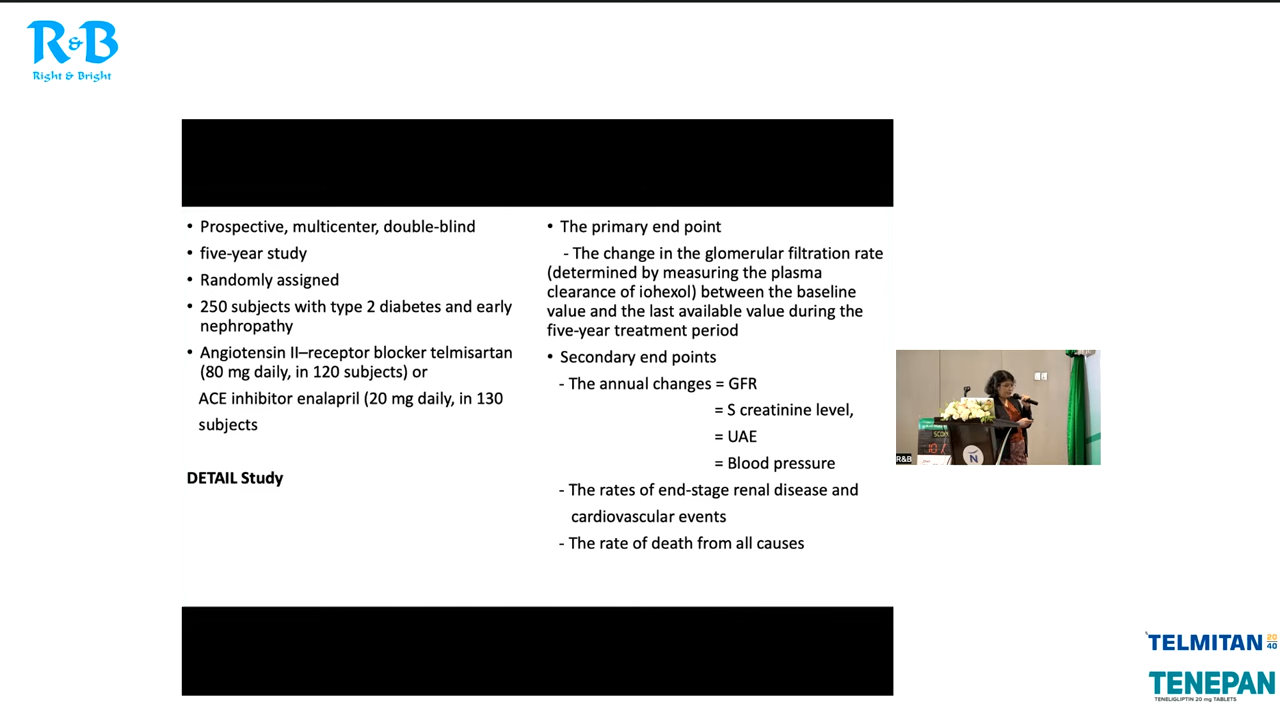 R&B
Right & Bright
• Prospective, multicenter, double-blind
• five-year study
• Randomly assigned
• 250 subjects with type 2 diabetes and early
nephropathy
• Angiotensin II–receptor blocker telmisartan
(80 mg daily, in 120 subjects) or
ACE inhibitor enalapril (20 mg daily, in 130
subjects
DETAIL Study
• The primary end point
- The change in the glomerular filtration rate
(determined by measuring the plasma
clearance of iohexol) between the baseline
value and the last available value during the
five-year treatment period
• Secondary end points
- The annual changes = GFR
= S creatinine level,
= UAE
= Blood pressure
- The rates of end-stage renal disease and
cardiovascular events
- The rate of death from all causes
R&B
N
TELMITAN 20
40
TENEPAN
TENELIGLIPTIN 20 mg TABLETS